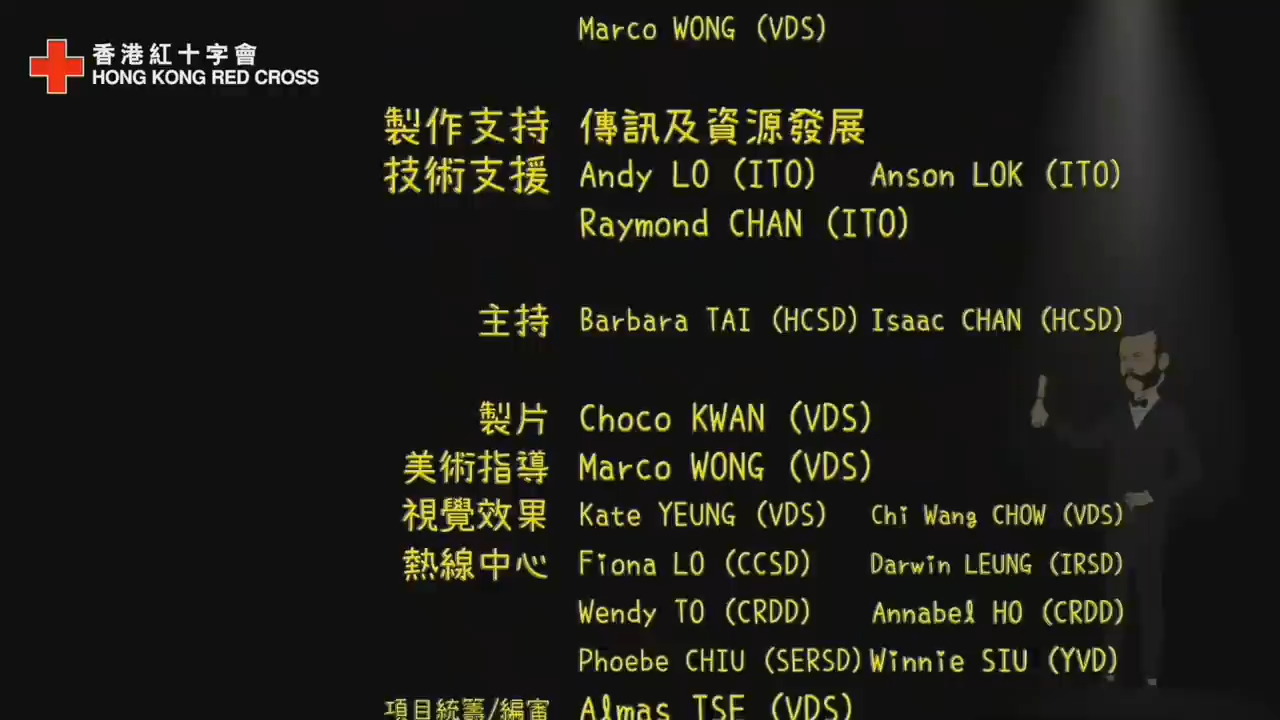 Marco WONG (VDS)
香港紅十字會
HONG KONG RED CROSS
製作支持 傳訊及資源發展
技術支援 Andy LO (ITO) Anson LOK (ITO)
Raymond CHAN (ITO)
主持 Barbara TAI (HCSD) Isaac CHAN (HCSD)
製片 Choco KWAN (VDS)
美術指導 Marco WONG (VDS)
視覺效果 Kate YEUNG (VDS) Chi Wang CHOW (VDS)
熱線中心 Fiona LO (CCSD) Darwin LEUNG (IRSD)
Wendy TO (CRDD) Annabel HO (CRDD)
Phoebe CHIU (SERSD) Winnie SIU (YVD)
項目統籌/編審 Almas TSE (VDS)